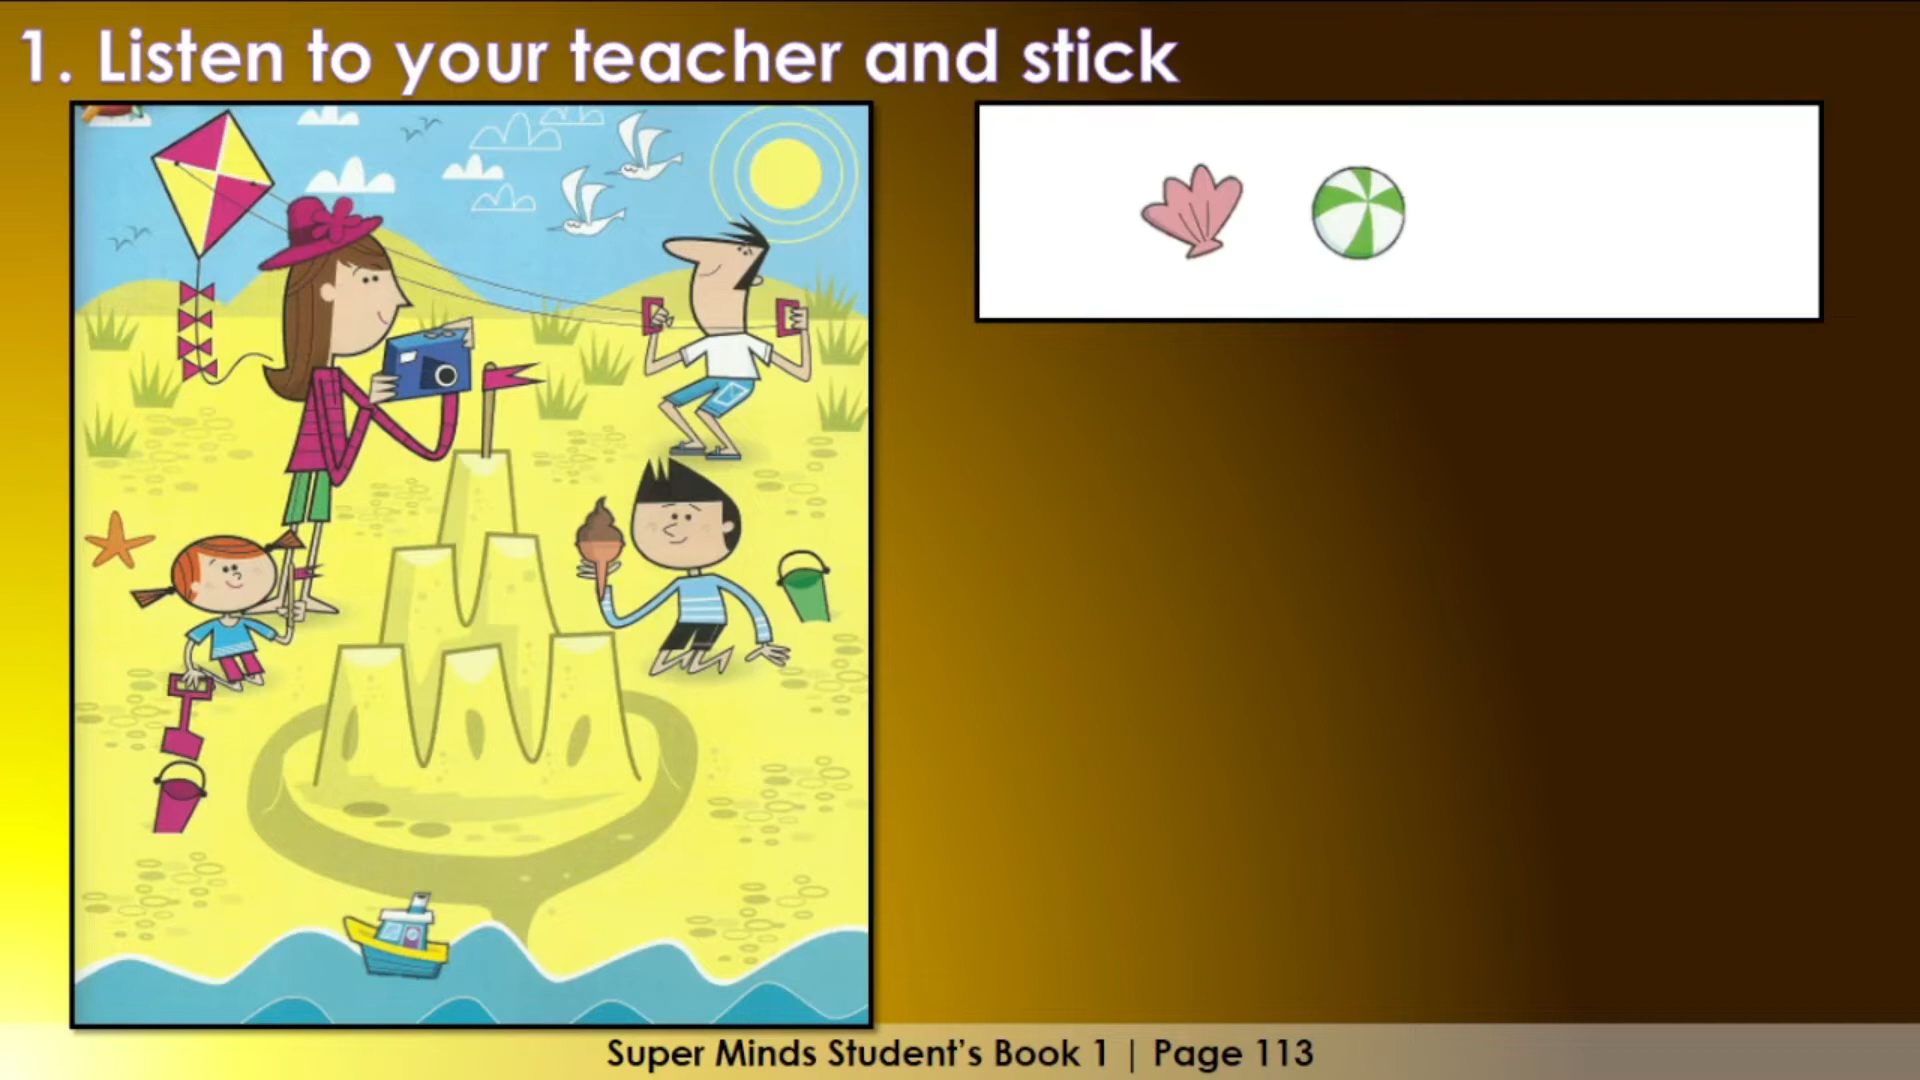 1. Listen to your teacher and stick
Super Minds Student's Book 1 | Page 113